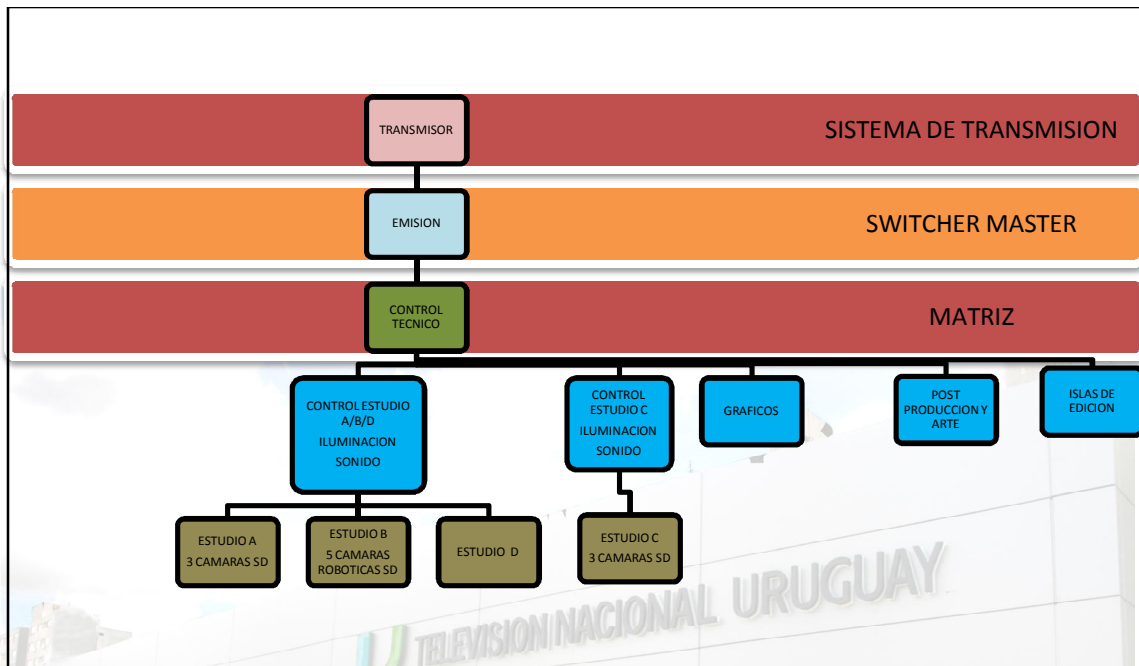 TRANSMISOR
SISTEMA DE TRANSMISION
EMISION
SWITCHER MASTER
CONTROL
TECNICO
MATRIZ
CONTROL ESTUDIO
A/B/D
ILUMINACION
SONIDO
CONTROL
ESTUDIO C
ILUMINACION
SONIDO
GRAFICOS
POST
PRODUCCION Y
ARTE
ISLAS DE
EDICION
ESTUDIO A
3 CAMARAS SD
ESTUDIO B
5 CAMARAS
ROBOTICAS SD
ESTUDIO D
ESTUDIO C
3 CAMARAS SD
TELEVISION NACIONAL URUGUAY